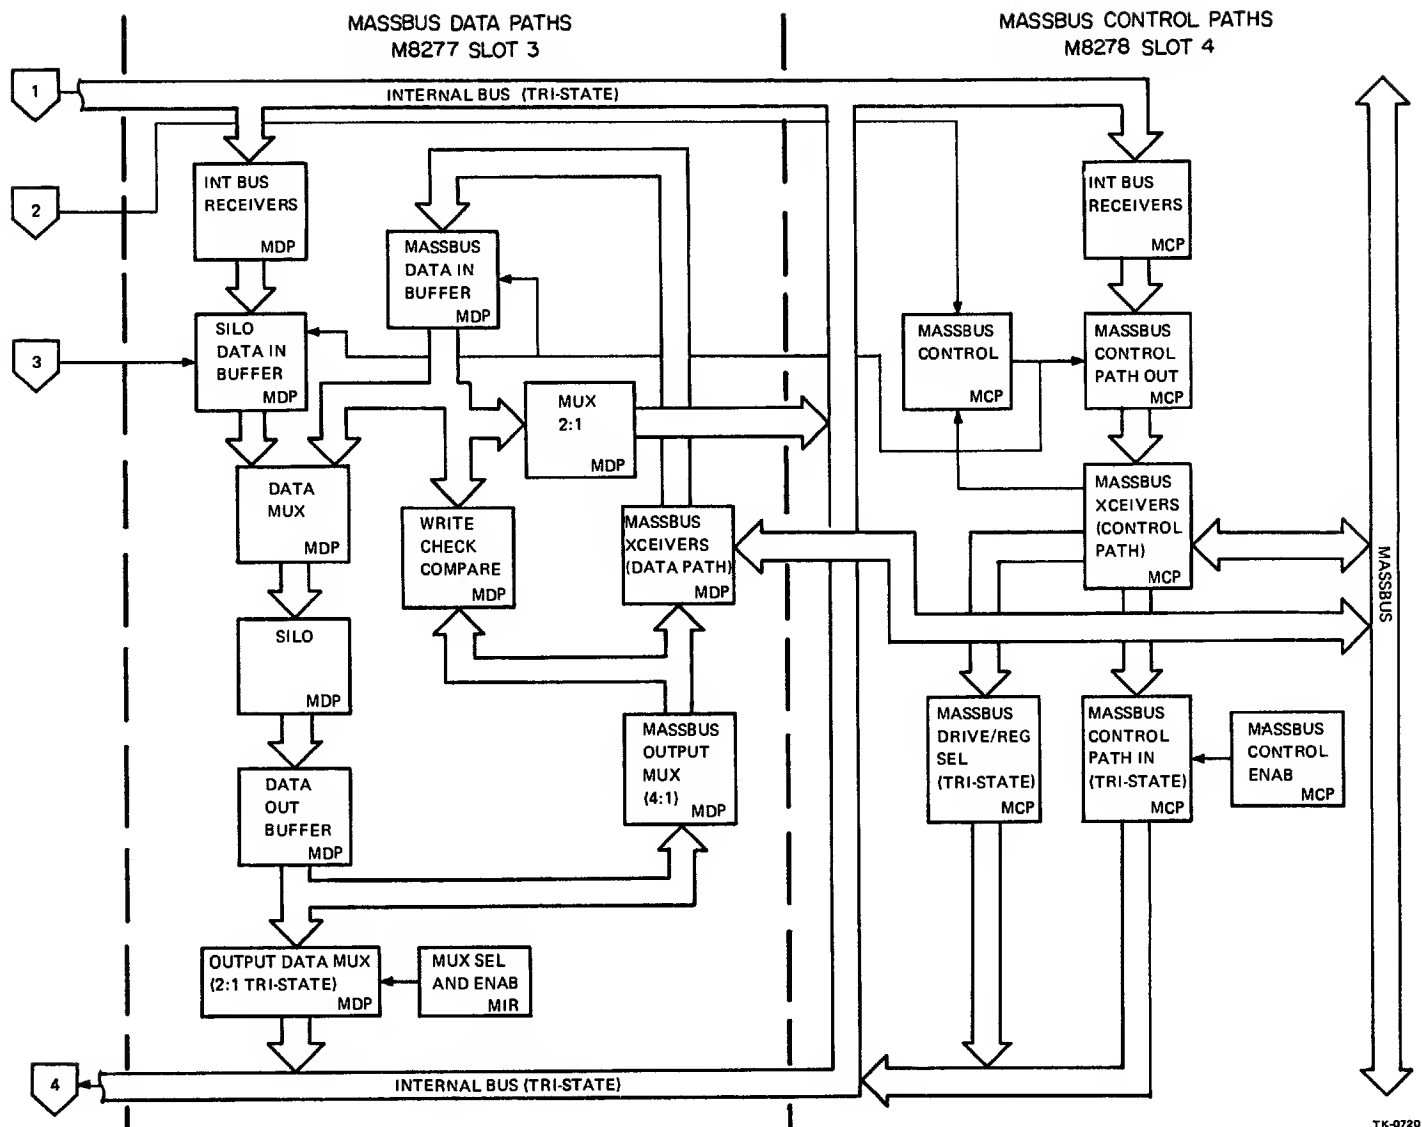 MASSBUS DATA PATHS
M8277 SLOT 3
MASSBUS CONTROL PATHS
M8278 SLOT 4
1
INTERNAL BUS (TRI-STATE)
2
INT BUS
RECEIVERS
MDP
MASSBUS
DATA IN
BUFFER
MDP
INT BUS
RECEIVERS
MCP
3
SILO
DATA IN
BUFFER
MDP
MUX
2:1
MDP
MASSBUS
CONTROL
MCP
MASSBUS
CONTROL
PATH OUT
MCP
DATA
MUX
MDP
WRITE
CHECK
COMPARE
MDP
MASSBUS
XCEIVERS
(DATA PATH)
MDP
MASSBUS
XCEIVERS
(CONTROL
PATH)
MCP
MASSBUS
SILO
MDP
MASSBUS
OUTPUT
MUX
(4:1)
MDP
MASSBUS
DRIVE/REG
SEL
(TRI-STATE)
MCP
MASSBUS
CONTROL
PATH IN
(TRI-STATE)
MCP
MASSBUS
CONTROL
ENAB
MCP
DATA
OUT
BUFFER
MDP
OUTPUT DATA MUX
(2:1 TRI-STATE)
MDP
MUX SEL
AND ENAB
MIR
4
INTERNAL BUS (TRI-STATE)
TK-0720